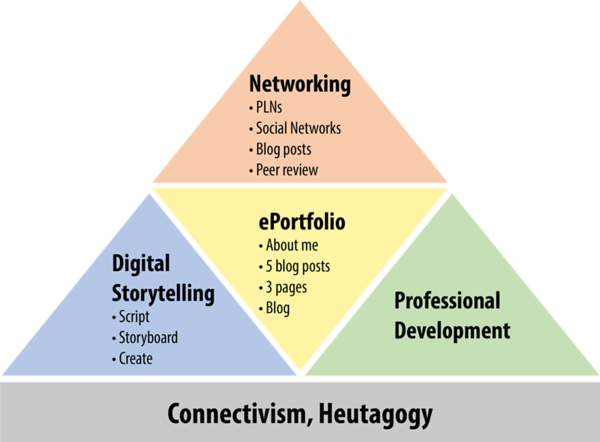 Networking
• PLNs
• Social Networks
• Blog posts
• Peer review
ePortfolio
• About me
• 5 blog posts
• 3 pages
• Blog
Digital
Storytelling
• Script
• Storyboard
• Create
Professional
Development
Connectivism, Heutagogy